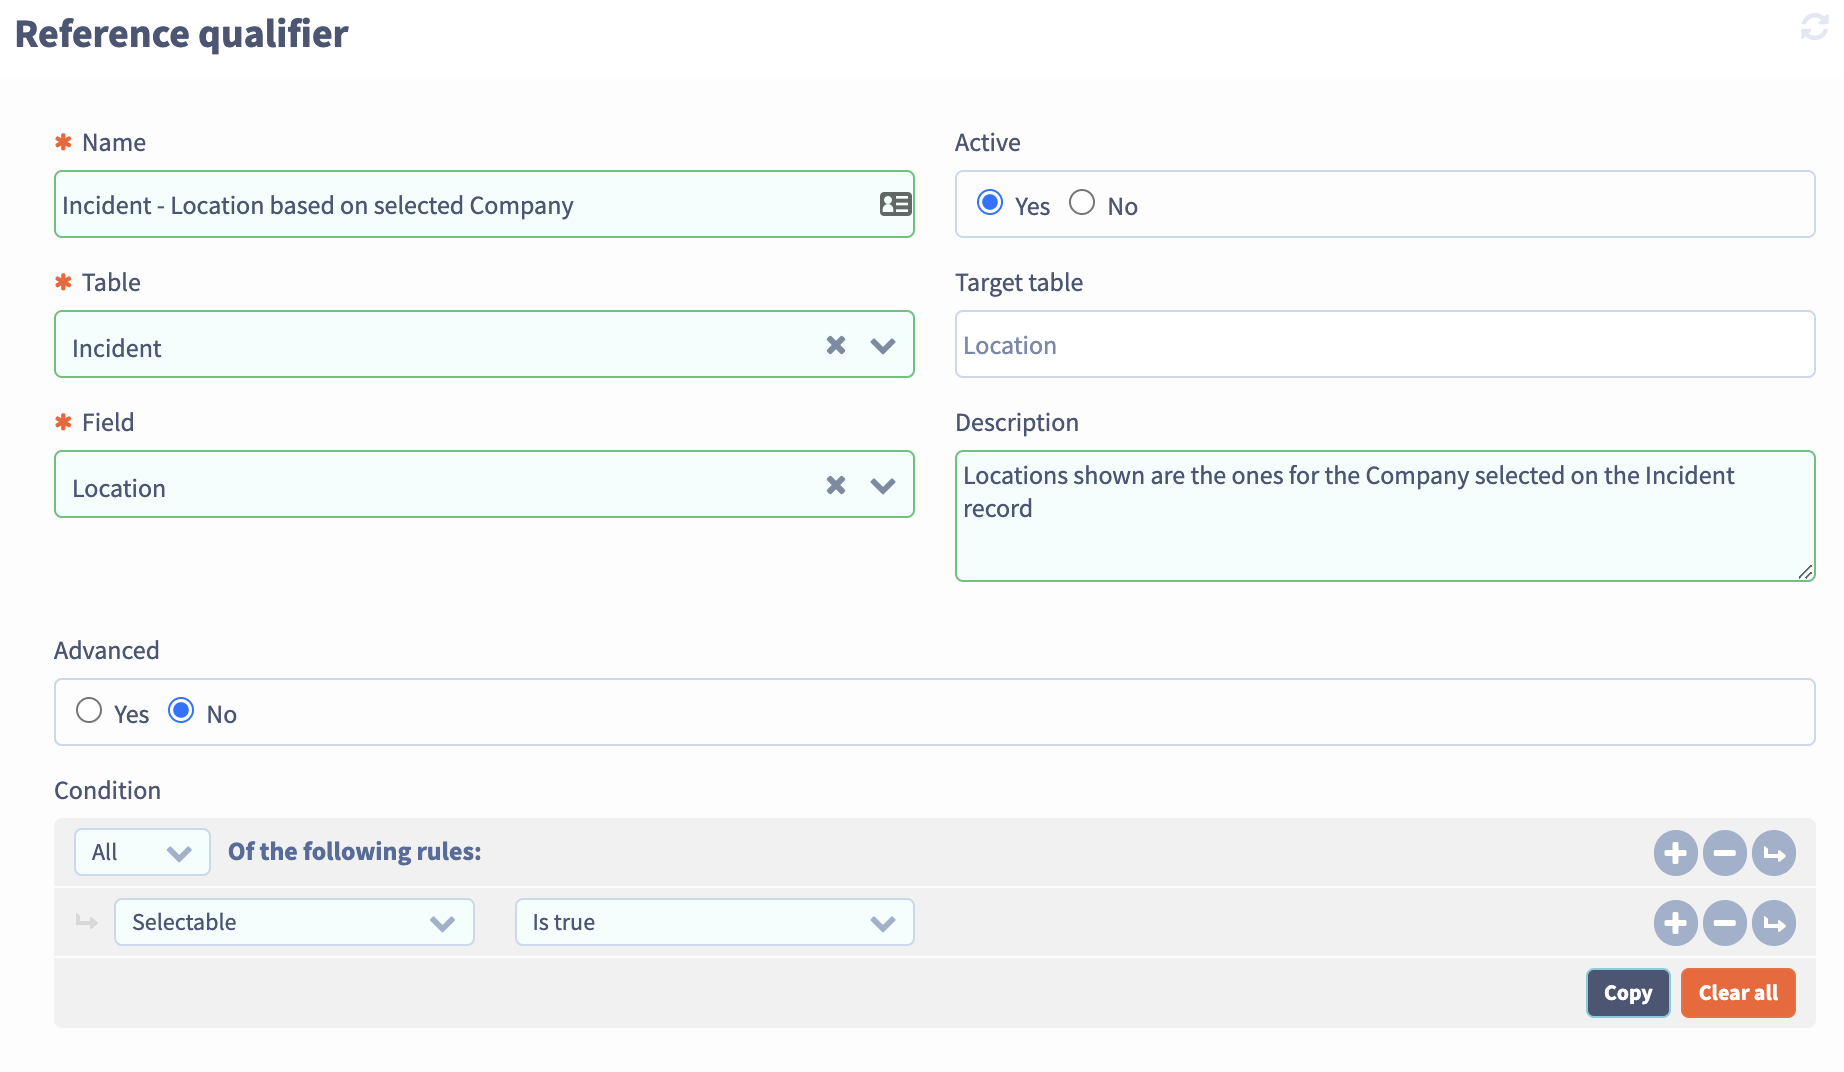 Reference qualifier
✱ Name
Active
Incident - Location based on selected Company
Yes No
✱ Table
Target table
Incident
Location
✱ Field
Description
Location
Locations shown are the ones for the Company selected on the Incident
record
Advanced
Yes No
Condition
All Of the following rules:
Selectable Is true
Copy Clear all